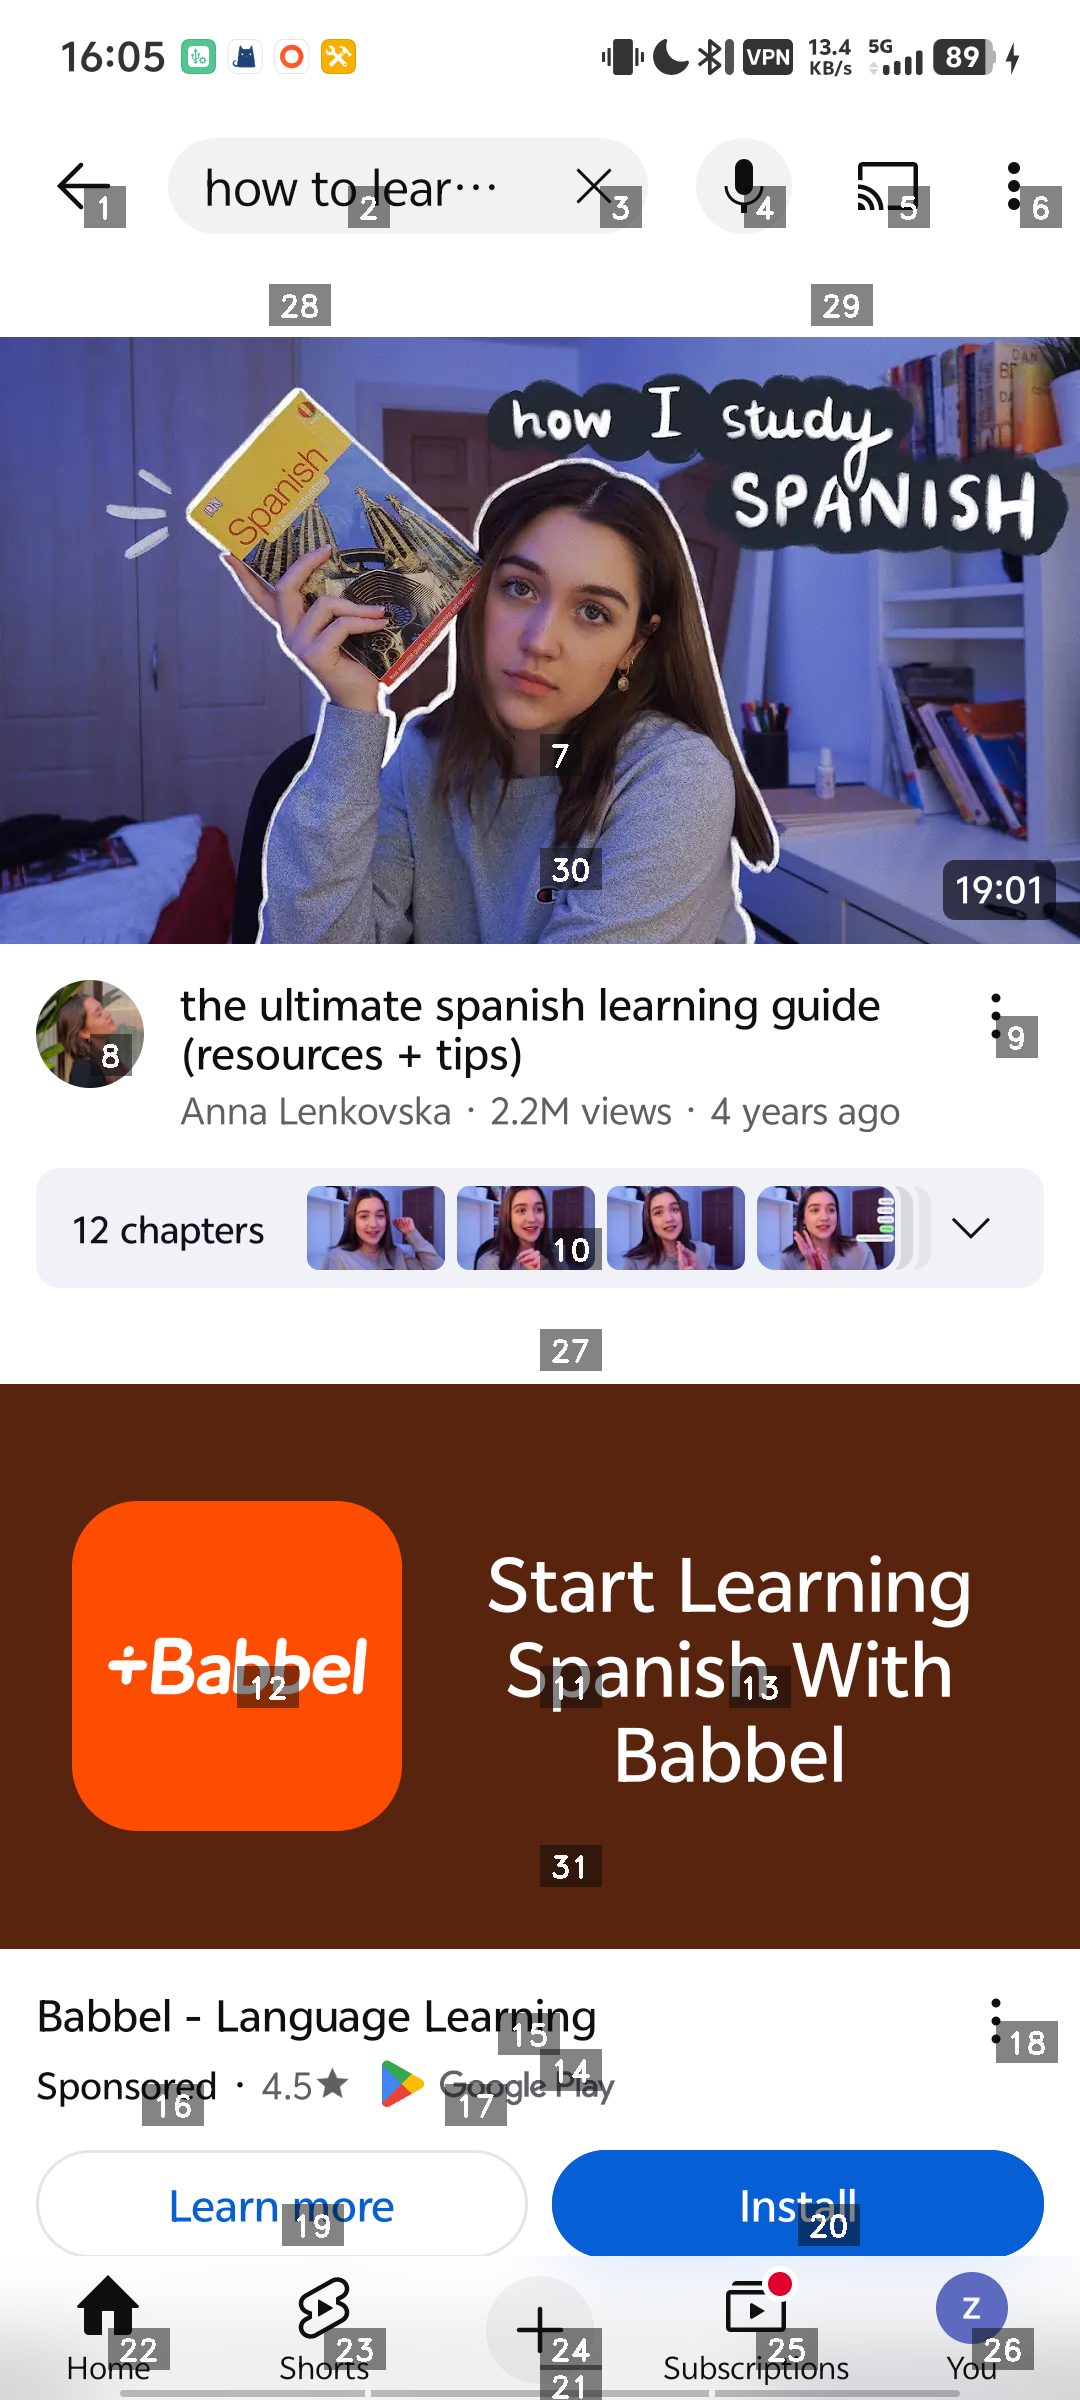 16:05
VPN
13.4
KB/s
5G
89
how to lear···
1
2
3
4
5
6
28
29
how I study
SPANISH
Spanish
7
30
19:01
the ultimate spanish learning guide
(resources + tips)
Anna Lenkovska · 2.2M views · 4 years ago
8
9
12 chapters
10
27
+Babbel
Start Learning
Spanish With
Babbel
12
11
13
31
Babbel - Language Learning
15
18
Sponsored · 4.5★ Google Play
14
16
17
Learn more
Install
19
20
Z
Home
Shorts
Subscriptions
You
22
23
24
25
26
21